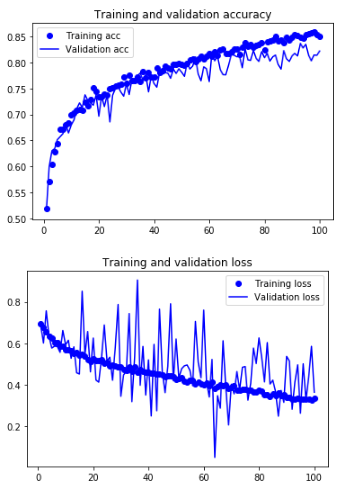 Training and validation accuracy
Training acc
Validation acc
0.85
0.80
0.75
0.70
0.65
0.60
0.55
0.50
0 20 40 60 80 100
Training and validation loss
Training loss
Validation loss
0.8
0.6
0.4
0.2
0 20 40 60 80 100